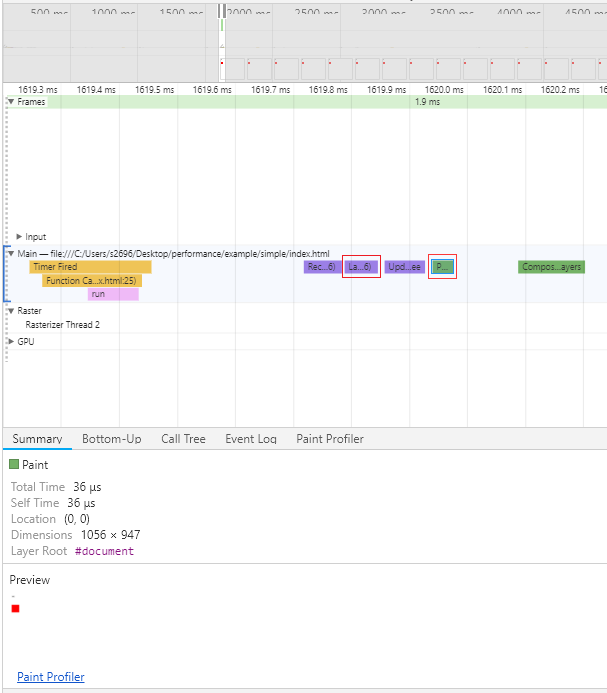 500 ms 1000 ms 1500 ms 2000 ms 2500 ms 3000 ms 3500 ms 4000 ms 4500 ms
1619.3 ms 1619.4 ms 1619.5 ms 1619.6 ms 1619.7 ms 1619.8 ms 1619.9 ms 1620.0 ms 1620.1 ms 1620.2 ms
Frames 1.9 ms
Input
Main — file:///C:/Users/s2696/Desktop/performance/example/simple/index.html
Timer Fired Rec...6) La...6) Upd...ee P... Compos...ayers
Function Ca...x.html:25)
run
Raster
Rasterizer Thread 2
GPU
Summary Bottom-Up Call Tree Event Log Paint Profiler
Paint
Total Time 36 μs
Self Time 36 μs
Location (0, 0)
Dimensions 1056 × 947
Layer Root #document
Preview
Paint Profiler